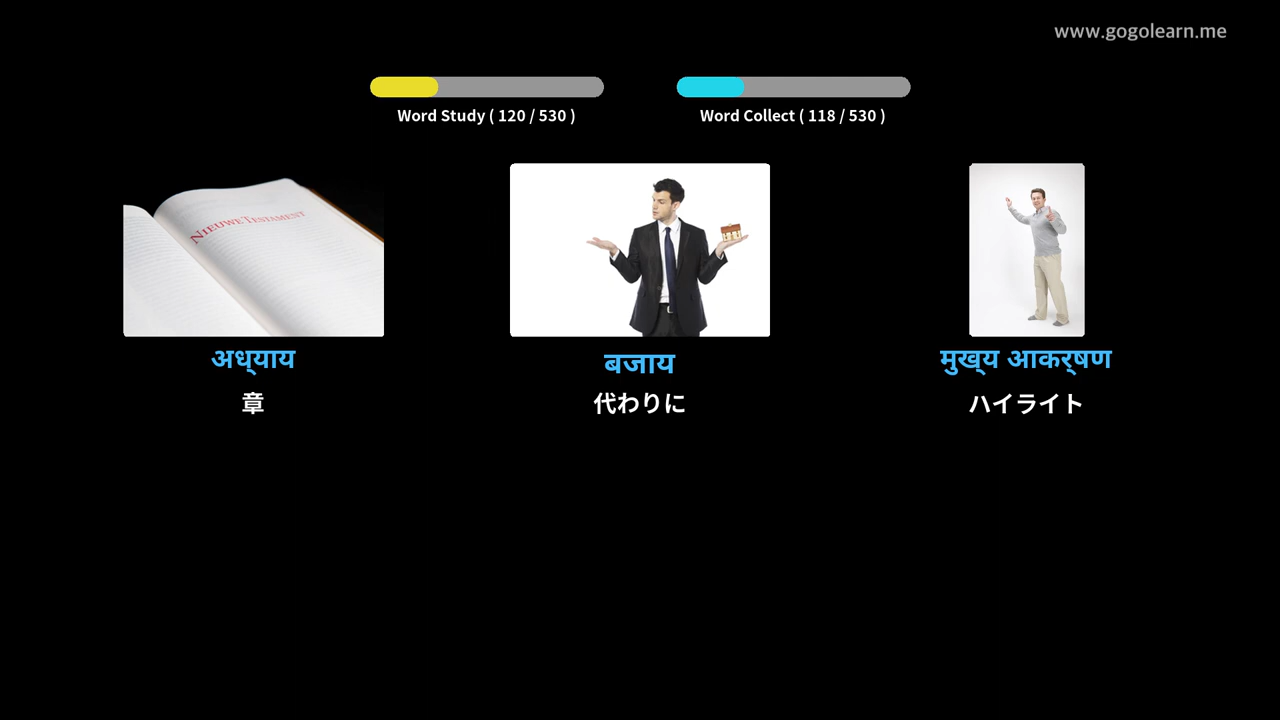 www.gogolearn.me
Word Study ( 120 / 530 )
Word Collect ( 118 / 530 )
NIEUWE TESTAMENT
अध्याय
बजाय
मुख्य आकर्षण
章
代わりに
ハイライト